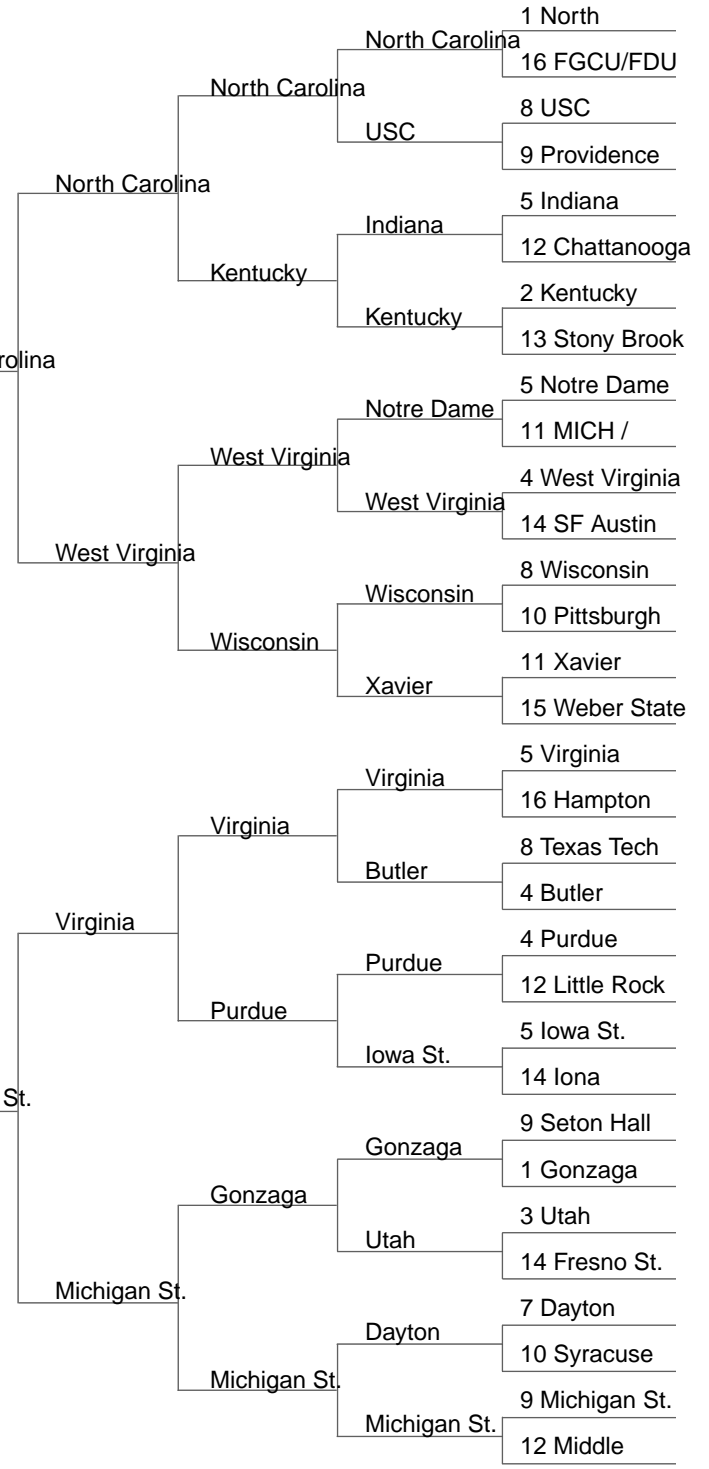 1 North
North Carolina
16 FGCU/FDU
North Carolina
8 USC
USC
9 Providence
North Carolina
5 Indiana
Indiana
12 Chattanooga
Kentucky
2 Kentucky
Kentucky
13 Stony Brook
rolina
5 Notre Dame
Notre Dame
11 MICH /
West Virginia
4 West Virginia
West Virginia
14 SF Austin
West Virginia
8 Wisconsin
Wisconsin
10 Pittsburgh
Wisconsin
11 Xavier
Xavier
15 Weber State
5 Virginia
Virginia
16 Hampton
Virginia
8 Texas Tech
Butler
4 Butler
Virginia
4 Purdue
Purdue
12 Little Rock
Purdue
5 Iowa St.
Iowa St.
14 Iona
St.
9 Seton Hall
Gonzaga
1 Gonzaga
Gonzaga
3 Utah
Utah
14 Fresno St.
Michigan St.
7 Dayton
Dayton
10 Syracuse
Michigan St.
9 Michigan St.
Michigan St.
12 Middle